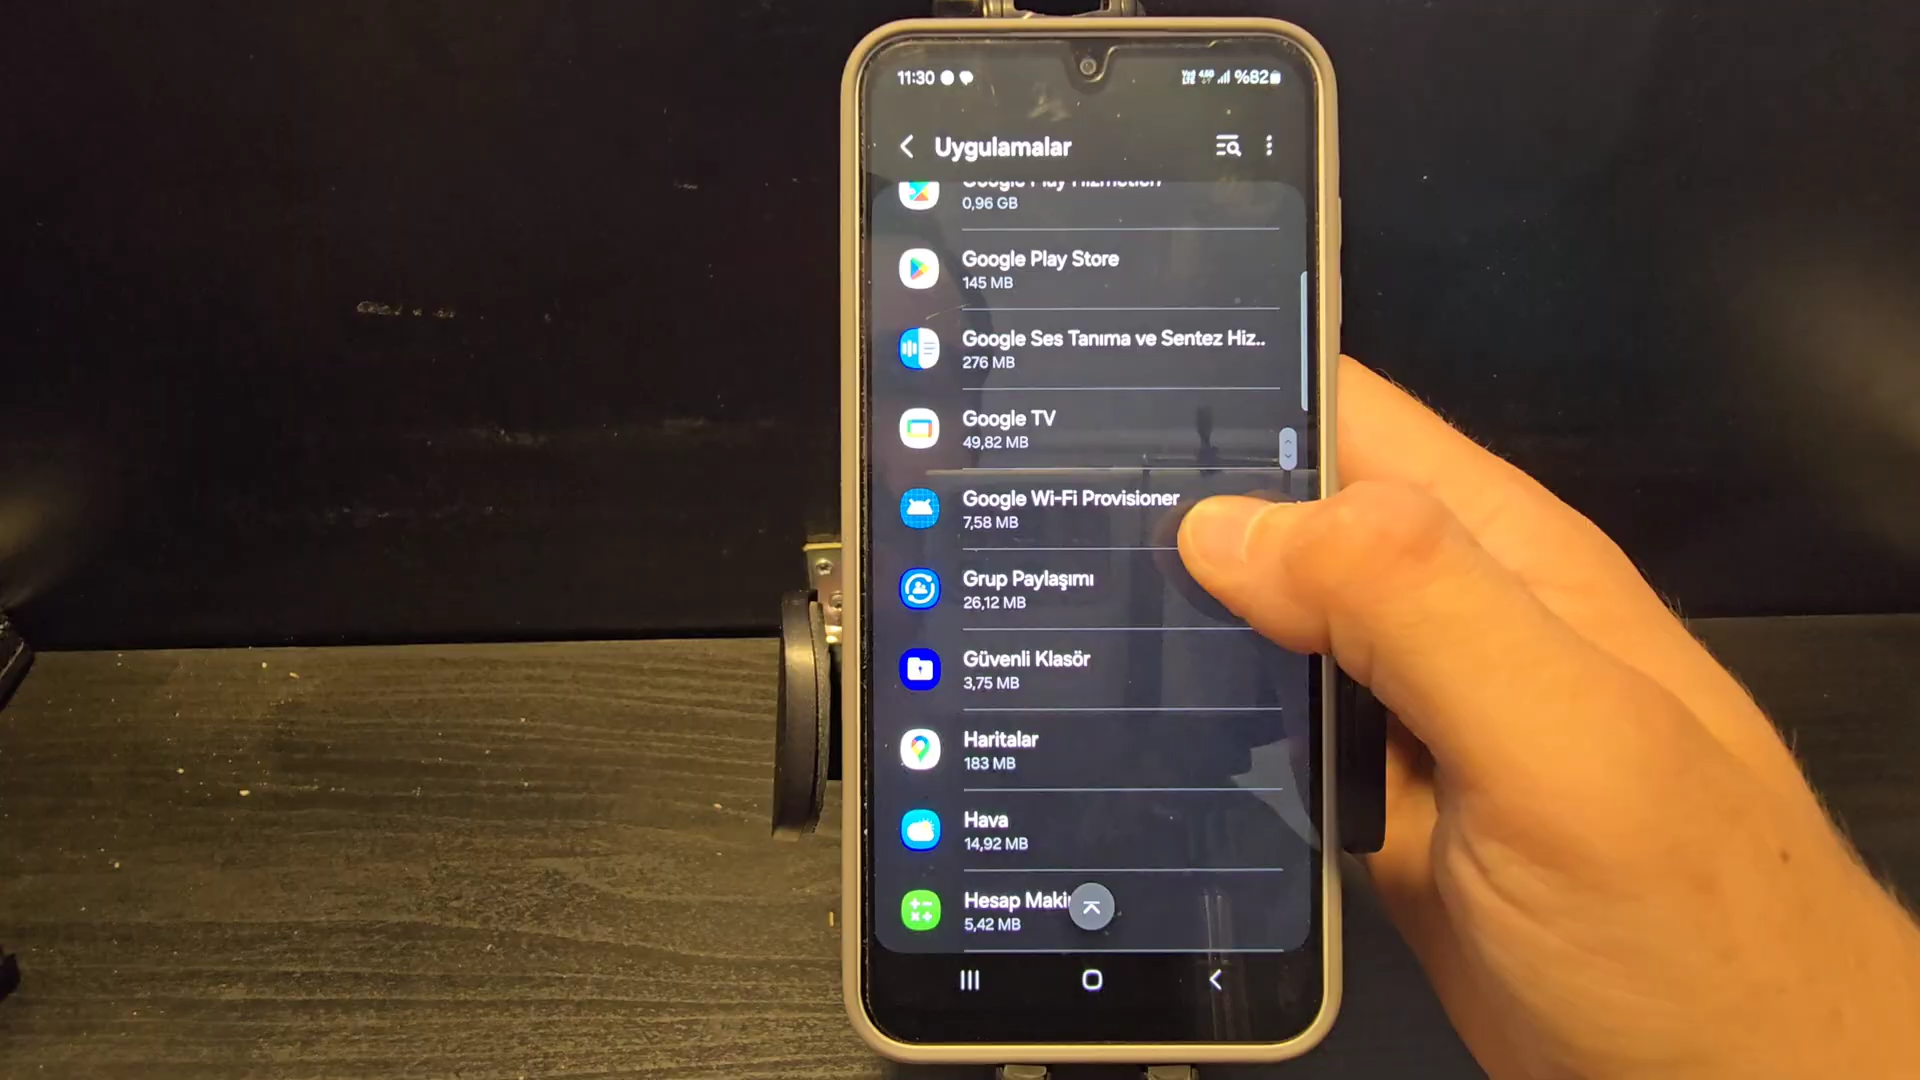 11:30
%82
Uygulamalar
Google Play Hizmetleri
0,96 GB
Google Play Store
145 MB
Google Ses Tanıma ve Sentez Hiz..
276 MB
Google TV
49,82 MB
Google Wi-Fi Provisioner
7,58 MB
Grup Paylaşımı
26,12 MB
Güvenli Klasör
3,75 MB
Haritalar
183 MB
Hava
14,92 MB
Hesap Maki
5,42 MB